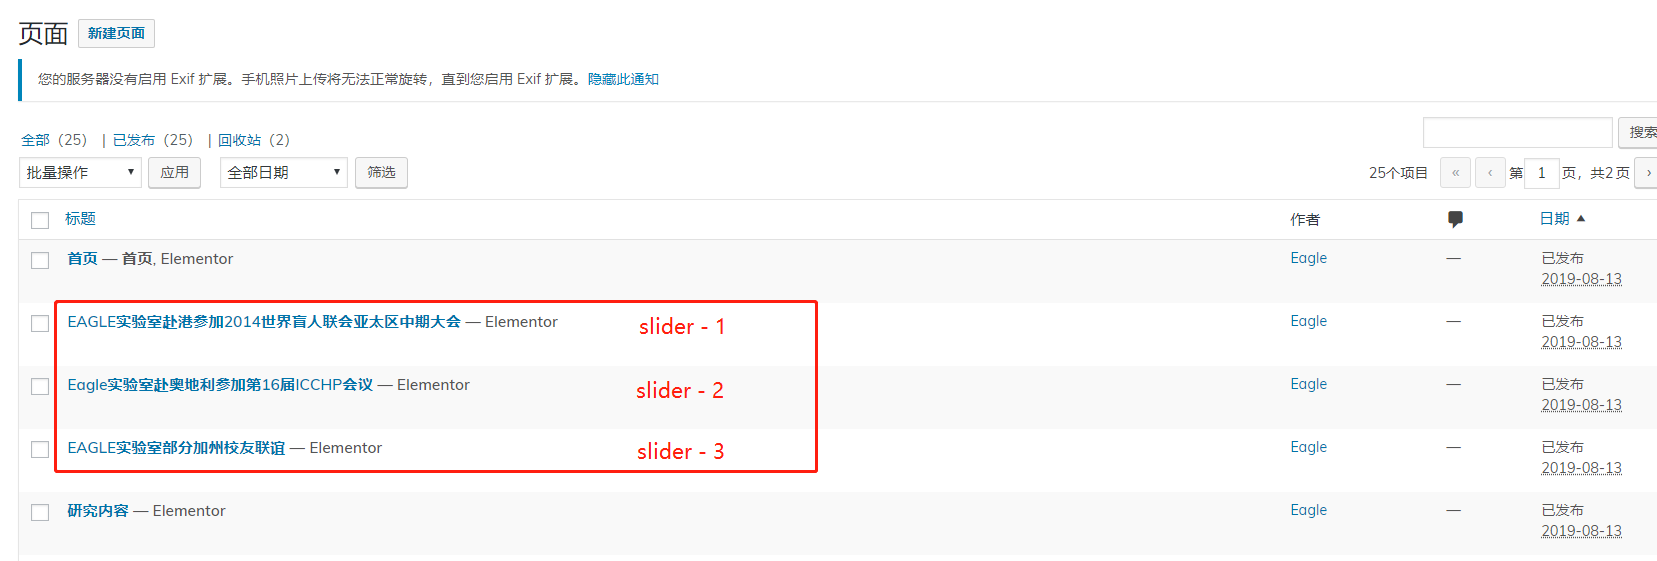 页面 新建页面
您的服务器没有启用 Exif 扩展。手机照片上传将无法正常旋转，直到您启用 Exif 扩展。隐藏此通知
全部（25） | 已发布（25） | 回收站（2）
搜索
批量操作 应用 全部日期 筛选
25个项目 « ‹ 第 1 页，共2页 ›
标题 作者 日期
首页 — 首页, Elementor Eagle — 已发布
2019-08-13
EAGLE实验室赴港参加2014世界盲人联会亚太区中期大会 — Elementor slider - 1 Eagle — 已发布
2019-08-13
Eagle实验室赴奥地利参加第16届ICCHP会议 — Elementor slider - 2 Eagle — 已发布
2019-08-13
EAGLE实验室部分加州校友联谊 — Elementor slider - 3 Eagle — 已发布
2019-08-13
研究内容 — Elementor Eagle — 已发布
2019-08-13